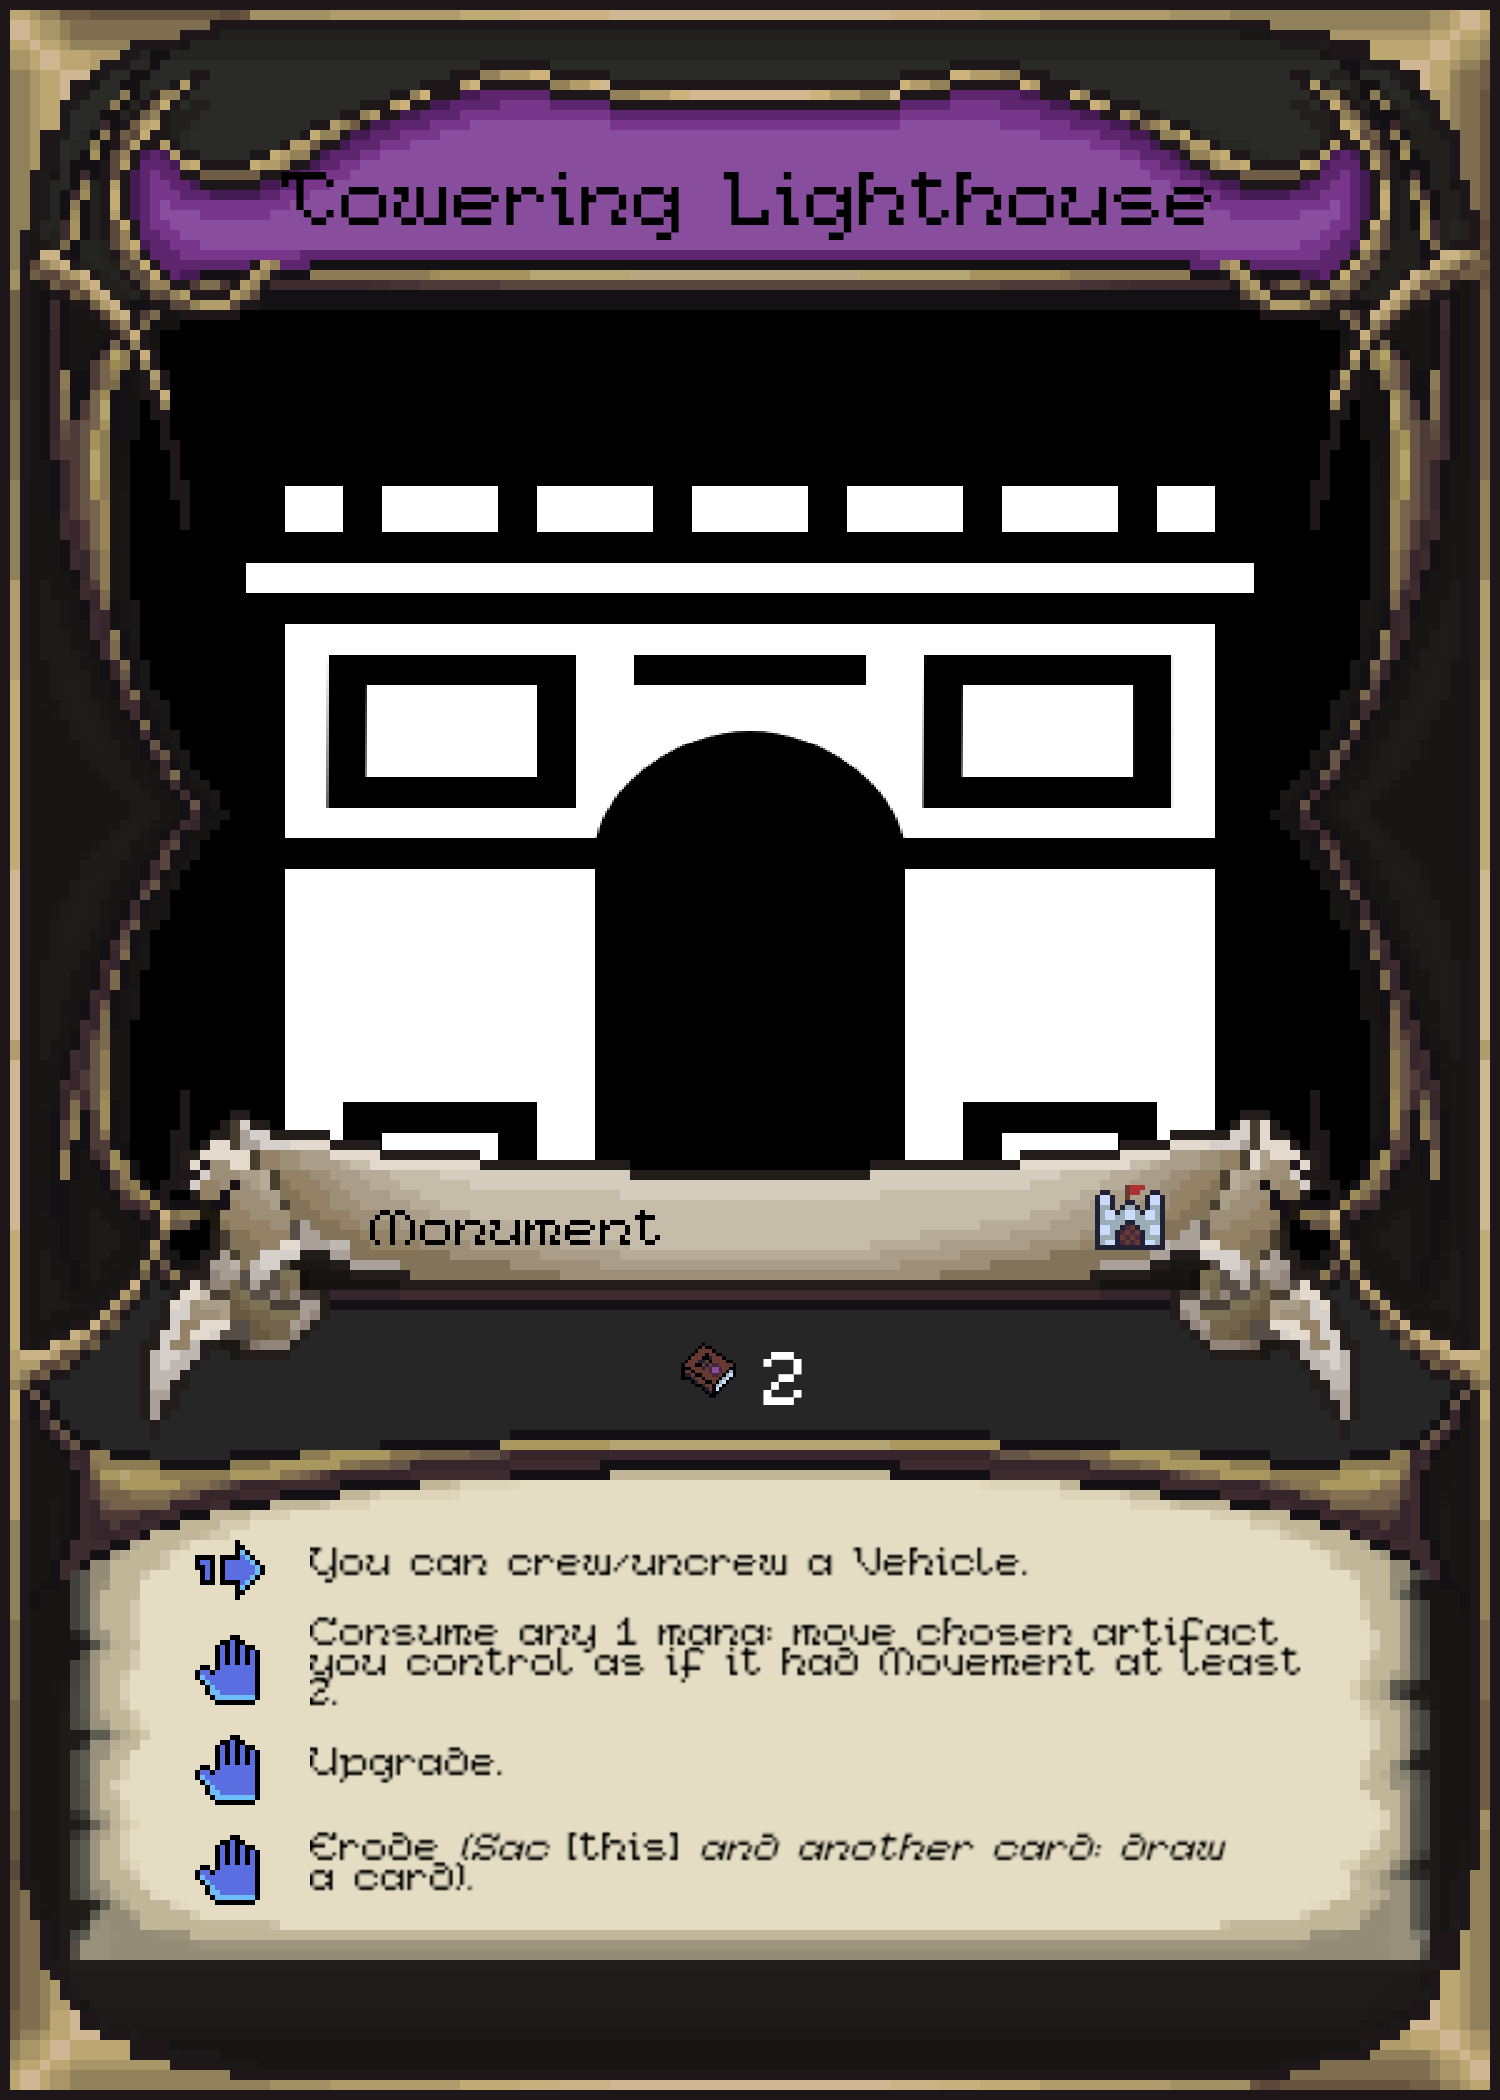 Towering Lighthouse
Monument
2
1
You can crew/uncrew a Vehicle.
Consume any 1 mana: move chosen artifact
you control as if it had Movement at least
2.
Upgrade.
Erode (Sac [this] and another card: draw
a card).